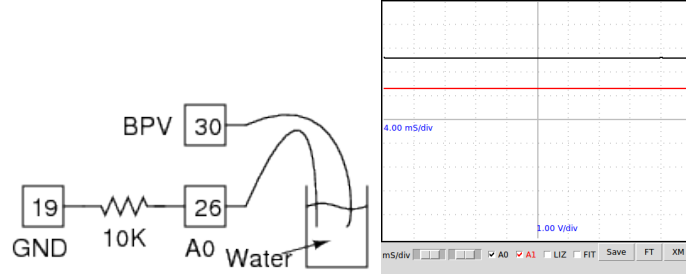 BPV 30
19 26
GND 10K A0 Water
4.00 mS/div
1.00 V/div
mS/div A0 A1 LIZ FIT Save FT XM